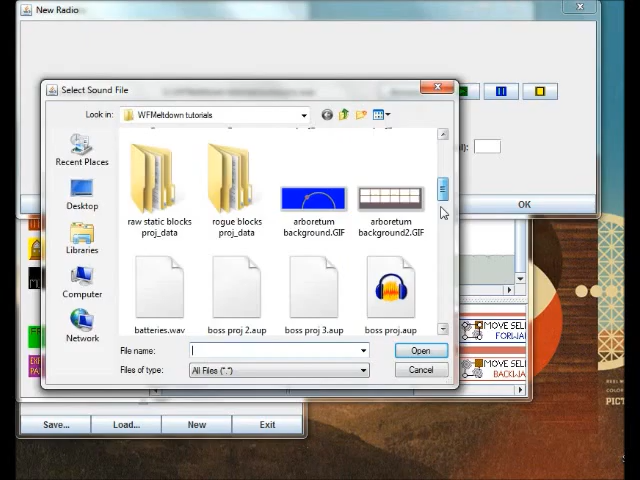 New Radio
Select Sound File
Look in:
WFMeltdown tutorials
Recent Places
Desktop
Libraries
Computer
Network
raw static blocks
proj_data
rogue blocks
proj_data
arboretum
background.GIF
arboretum
background2.GIF
batteries.wav
boss proj 2.aup
boss proj 3.aup
boss proj.aup
File name:
Open
Files of type:
All Files (*.*)
Cancel
OK
MOVE SEL
FORWA
MOVE SEL
BACKWA
Save...
Load...
New
Exit